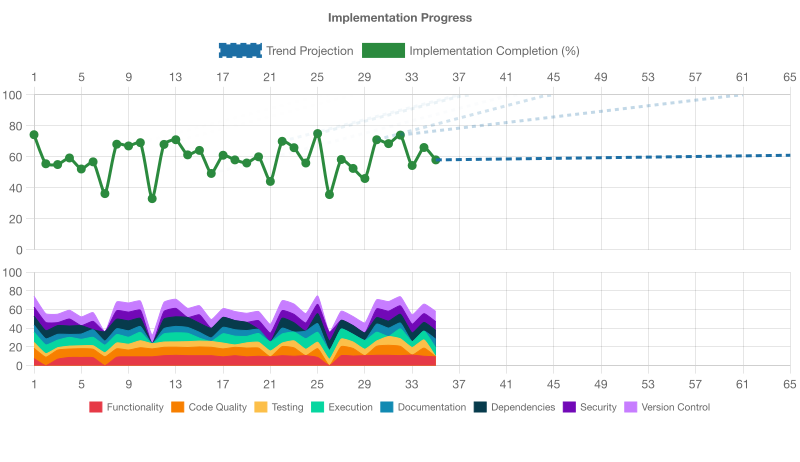 Implementation Progress
Trend Projection Implementation Completion (%)
1 5 9 13 17 21 25 29 33 37 41 45 49 53 57 61 65
100
80
60
40
20
0
100
80
60
40
20
0
1 5 9 13 17 21 25 29 33 37 41 45 49 53 57 61 65
Functionality Code Quality Testing Execution Documentation Dependencies Security Version Control